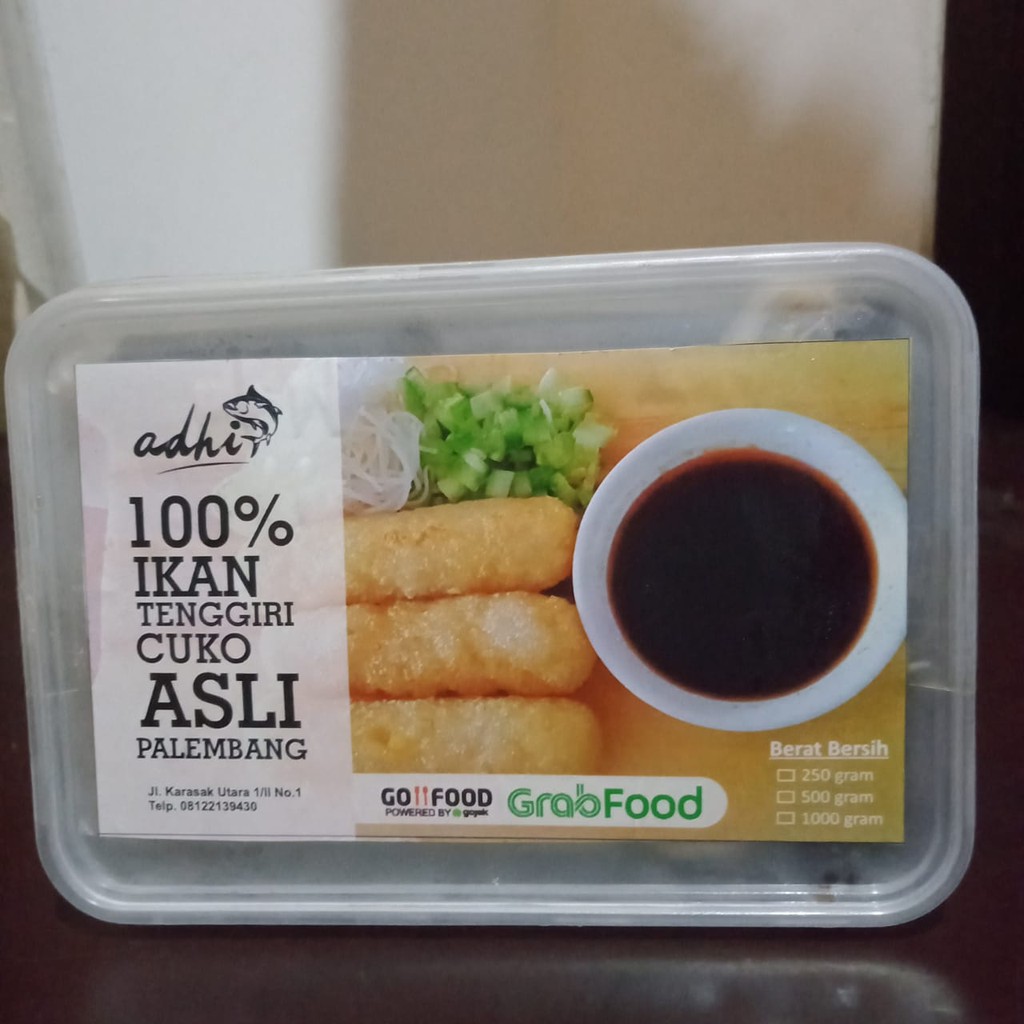 adhi
100%
IKAN
TENGGIRI
CUKO
ASLI
PALEMBANG
Jl. Karasak Utara 1/II No.1
Telp. 08122139430
GO FOOD
POWERED BY gojek
GrabFood
Berat Bersih
250 gram
500 gram
1000 gram